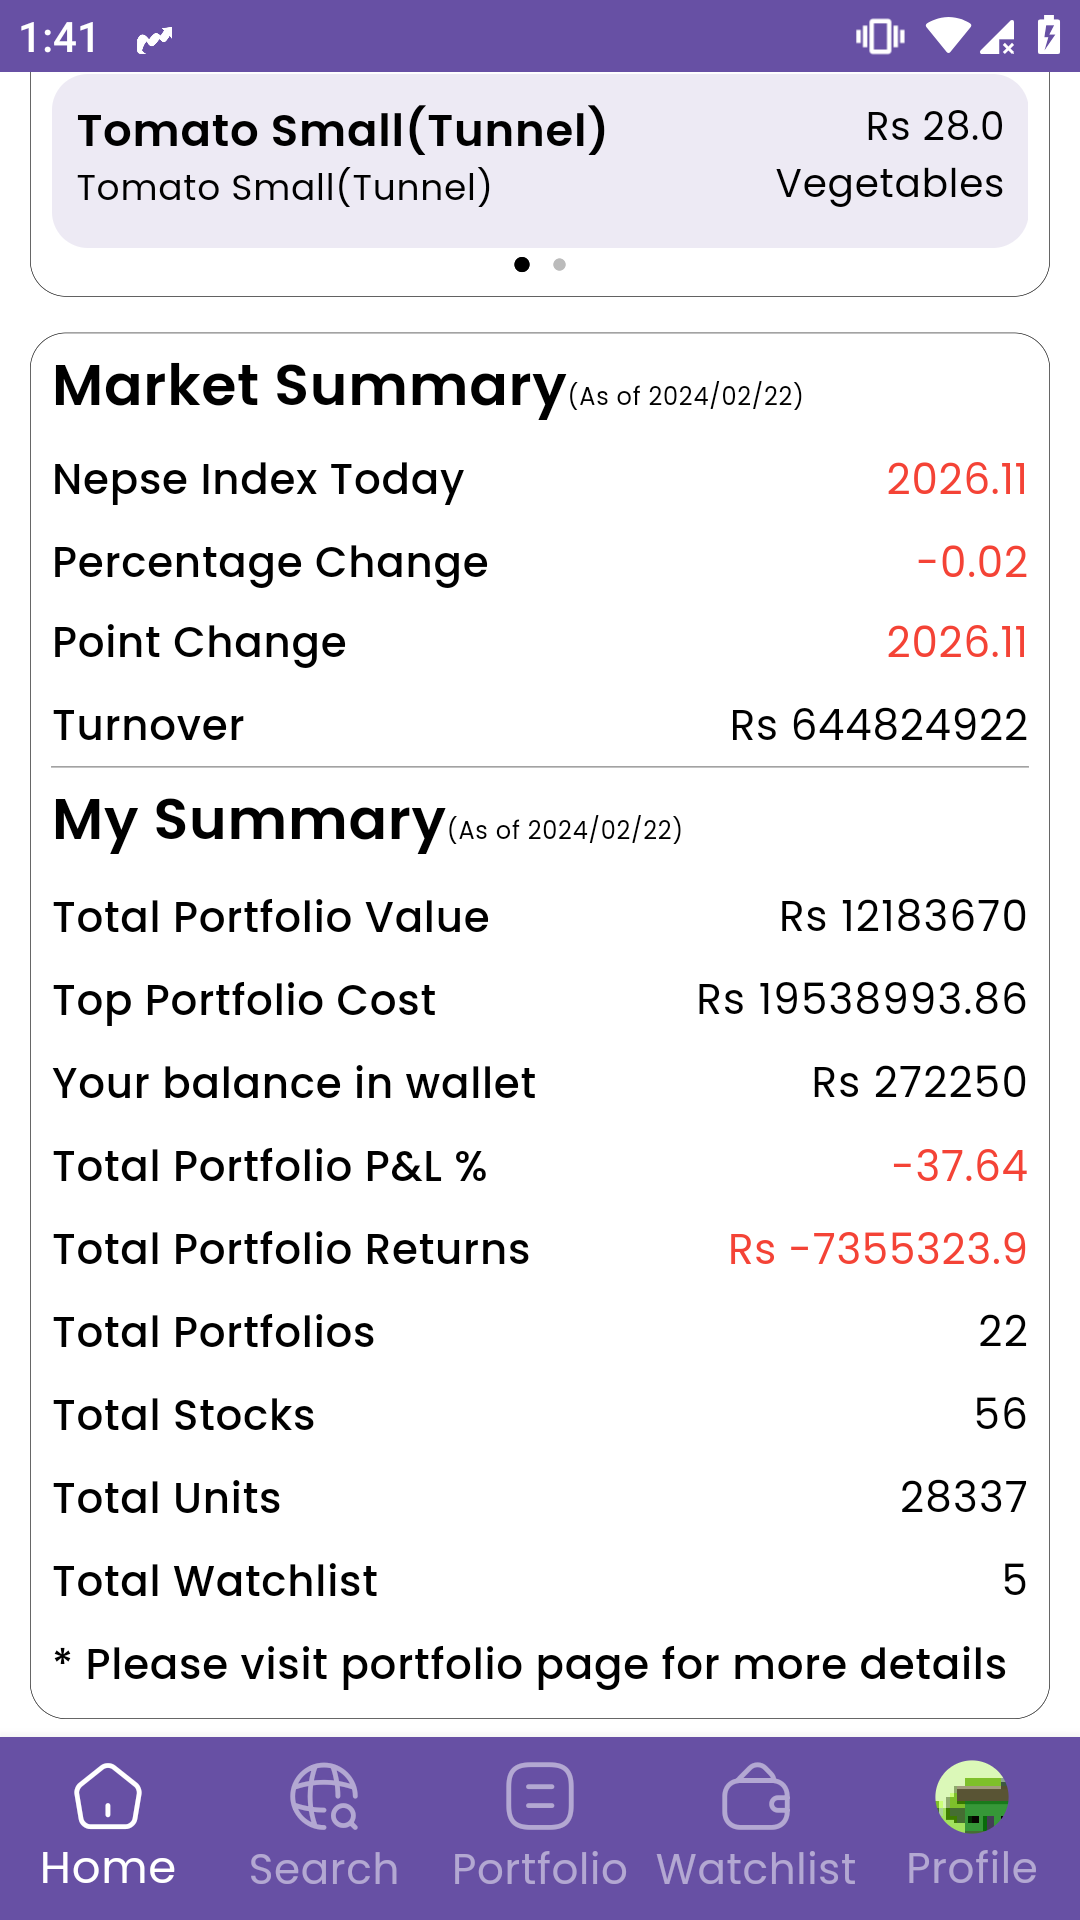 1:41
Tomato Small(Tunnel) Rs 28.0
Tomato Small(Tunnel) Vegetables
Market Summary(As of 2024/02/22)
Nepse Index Today 2026.11
Percentage Change -0.02
Point Change 2026.11
Turnover Rs 644824922
My Summary(As of 2024/02/22)
Total Portfolio Value Rs 12183670
Top Portfolio Cost Rs 19538993.86
Your balance in wallet Rs 272250
Total Portfolio P&L % -37.64
Total Portfolio Returns Rs -7355323.9
Total Portfolios 22
Total Stocks 56
Total Units 28337
Total Watchlist 5
* Please visit portfolio page for more details
Home Search Portfolio Watchlist Profile